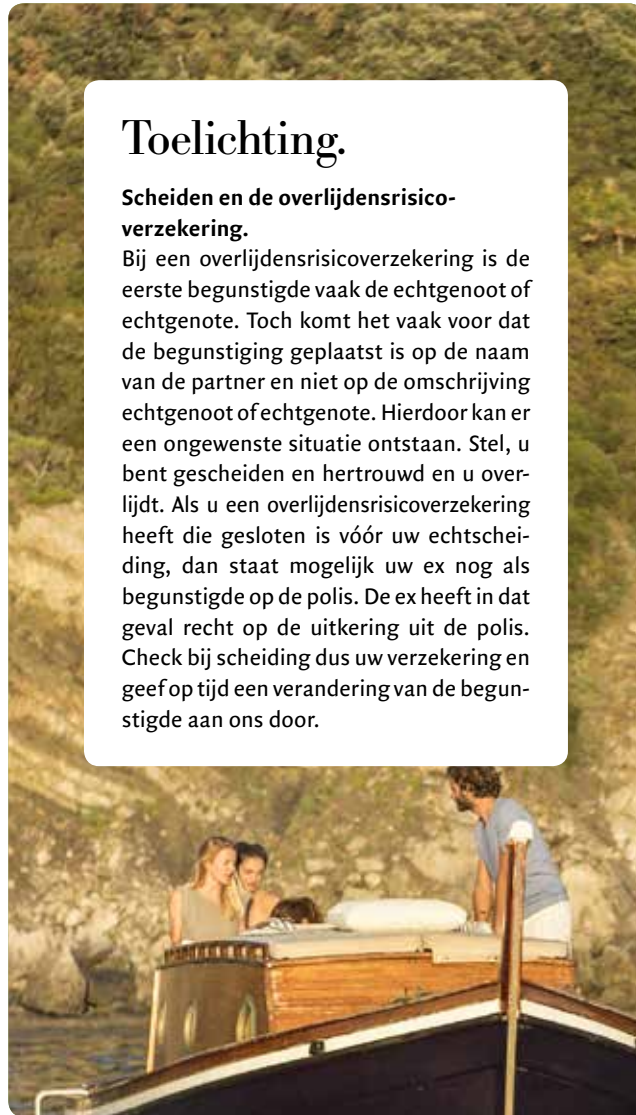 Toelichting.
Scheiden en de overlijdensrisico-
verzekering.
Bij een overlijdensrisicoverzekering is de
eerste begunstigde vaak de echtgenoot of
echtgenote. Toch komt het vaak voor dat
de begunstiging geplaatst is op de naam
van de partner en niet op de omschrijving
echtgenoot of echtgenote. Hierdoor kan er
een ongewenste situatie ontstaan. Stel, u
bent gescheiden en hertrouwd en u over-
lijdt. Als u een overlijdensrisicoverzekering
heeft die gesloten is vóór uw echtschei-
ding, dan staat mogelijk uw ex nog als
begunstigde op de polis. De ex heeft in dat
geval recht op de uitkering uit de polis.
Check bij scheiding dus uw verzekering en
geef op tijd een verandering van de begun-
stigde aan ons door.